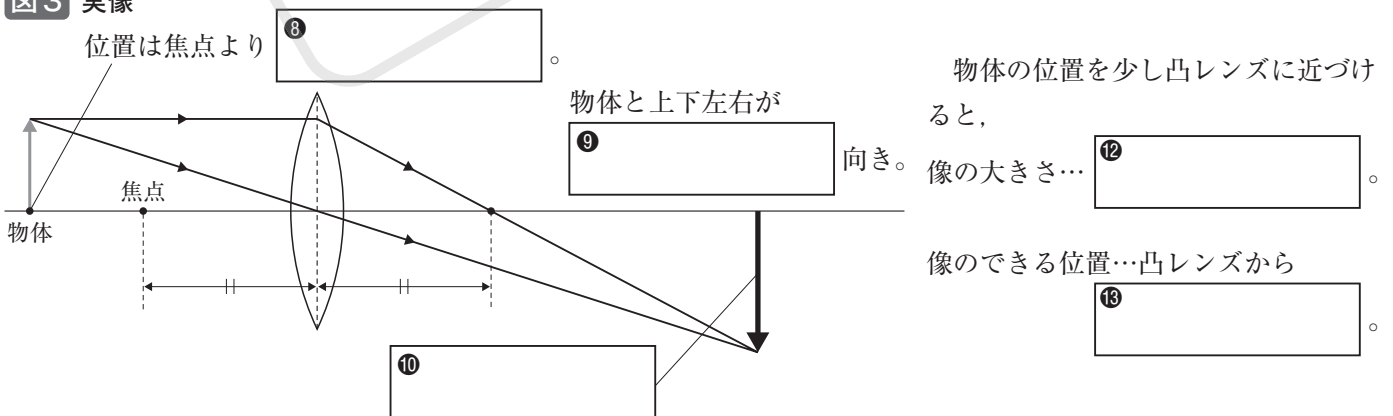 図3 実像
位置は焦点より ❽ 。
物体と上下左右が
❾ 向き。
焦点
物体
❿
物体の位置を少し凸レンズに近づけ
ると,
像の大きさ… ⓬ 。
像のできる位置…凸レンズから
⓭ 。